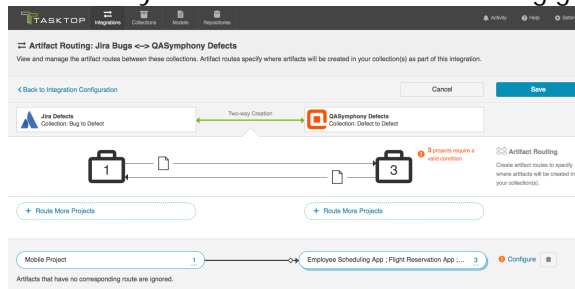 TASKTOP
Integrations
Collections
Models
Repositories
Activity
Help
Settin
Artifact Routing: Jira Bugs <--> QASymphony Defects
View and manage the artifact routes between these collections. Artifact routes specify where artifacts will be created in your collection(s) as part of this integration.
Back to Integration Configuration
Cancel
Save
Jira Defects
Collection: Bug to Defect
Two-way Creation
QASymphony Defects
Collection: Defect to Defect
1
3
3 projects require a
valid condition
Artifact Routing
Create artifact routes to specify
where artifacts will be created in
your collection(s).
+ Route More Projects
+ Route More Projects
Mobile Project 1
Employee Scheduling App ; Flight Reservation App ;... 3
Configure
Artifacts that have no corresponding route are ignored.